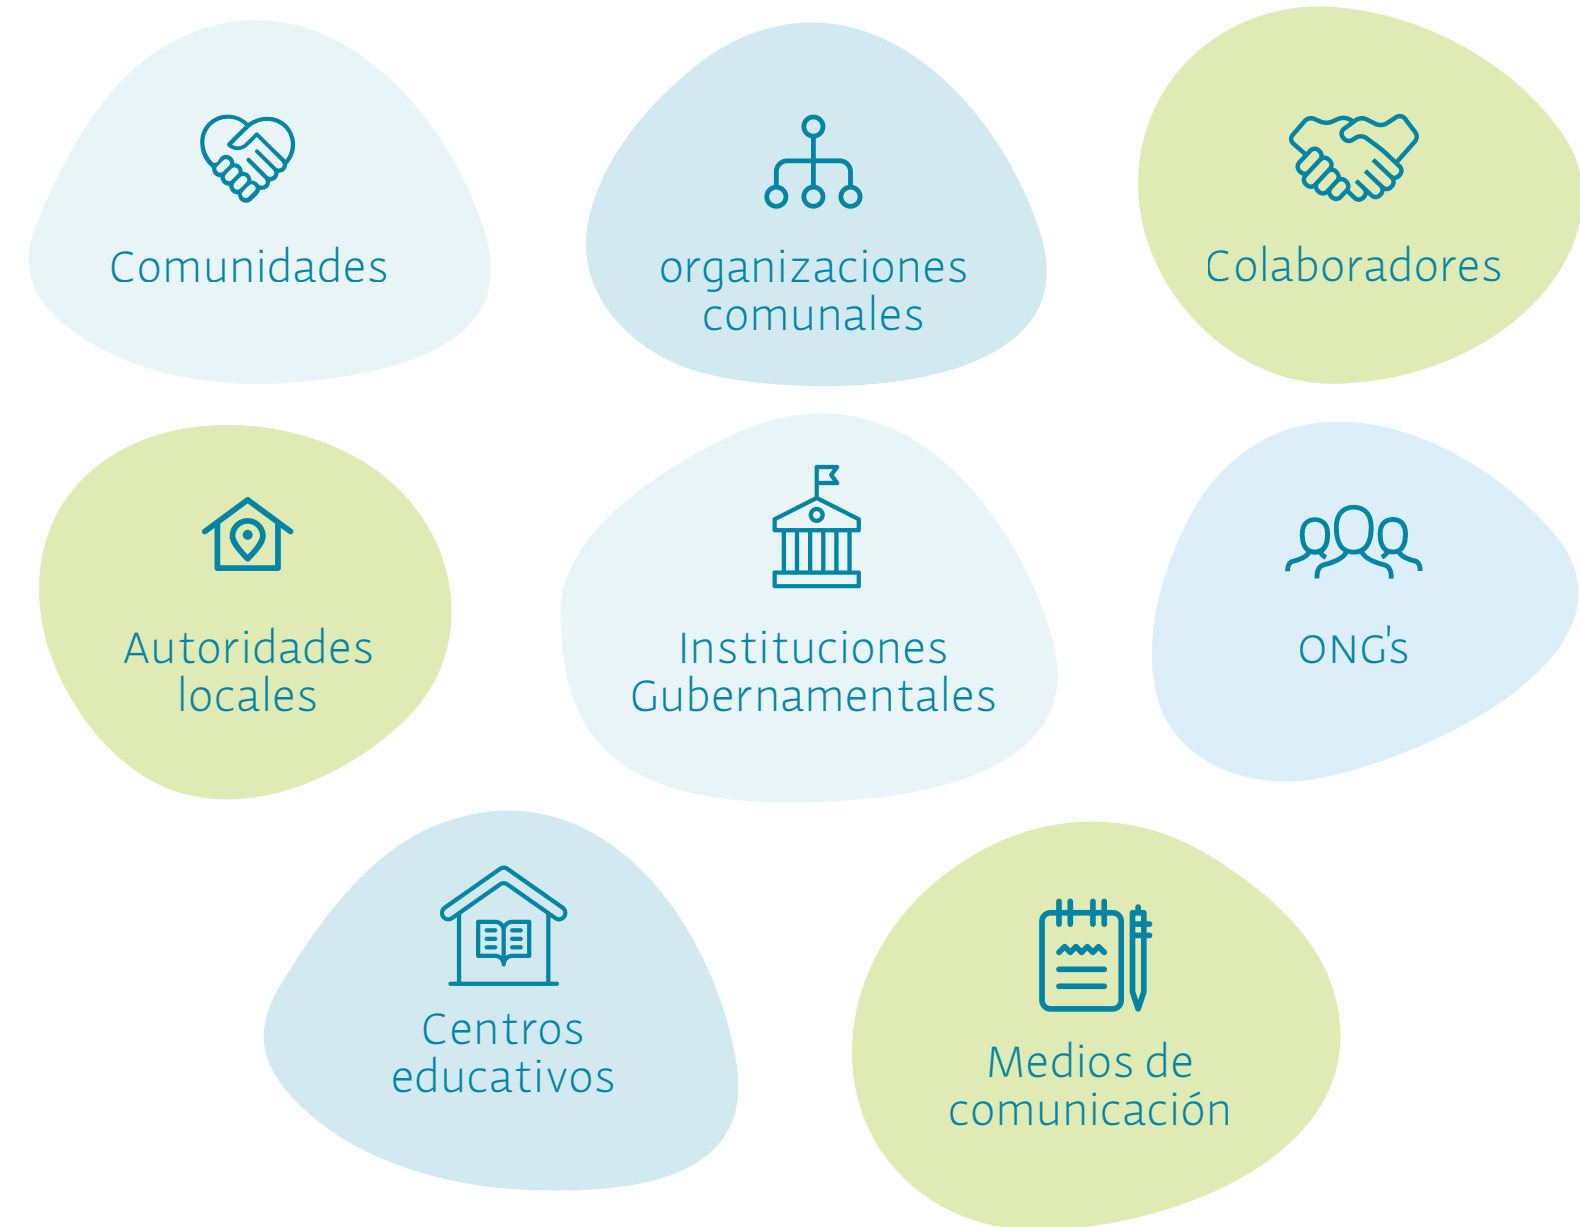 Comunidades
organizaciones
comunales
Colaboradores
Autoridades
locales
Instituciones
Gubernamentales
ONG's
Centros
educativos
Medios de
comunicación